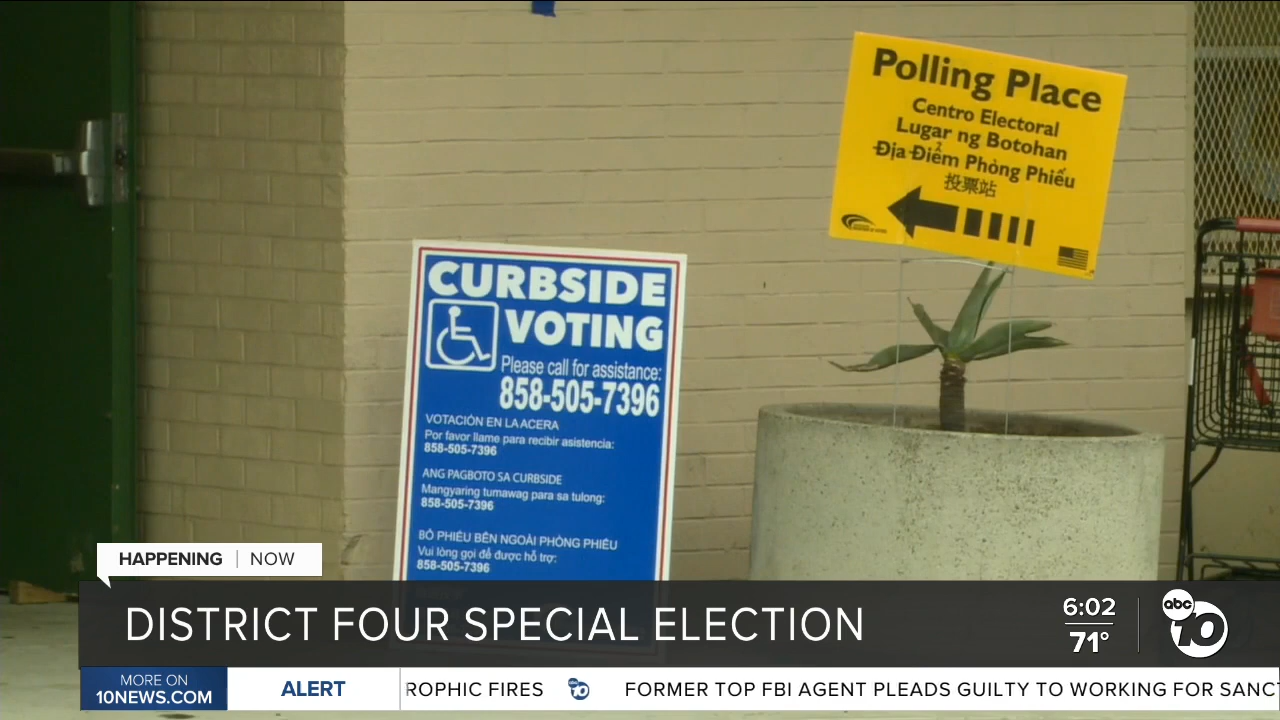 Polling Place
Centro Electoral
Lugar ng Botohan
Địa Điểm Phòng Phiếu
投票站
CURBSIDE
VOTING
Please call for assistance:
858-505-7396
VOTACIÓN EN LA ACERA
Por favor llame para recibir asistencia:
858-505-7396
ANG PAGBOTO SA CURBSIDE
Mangyaring tumawag para sa tulong:
858-505-7396
BỎ PHIẾU BÊN NGOÀI PHÒNG PHIẾU
Vui lòng gọi để được hỗ trợ:
858-505-7396
HAPPENING | NOW
DISTRICT FOUR SPECIAL ELECTION
6:02
71°
abc
10
MORE ON
10NEWS.COM
ALERT
ROPHIC FIRES abc 10 FORMER TOP FBI AGENT PLEADS GUILTY TO WORKING FOR SANCT